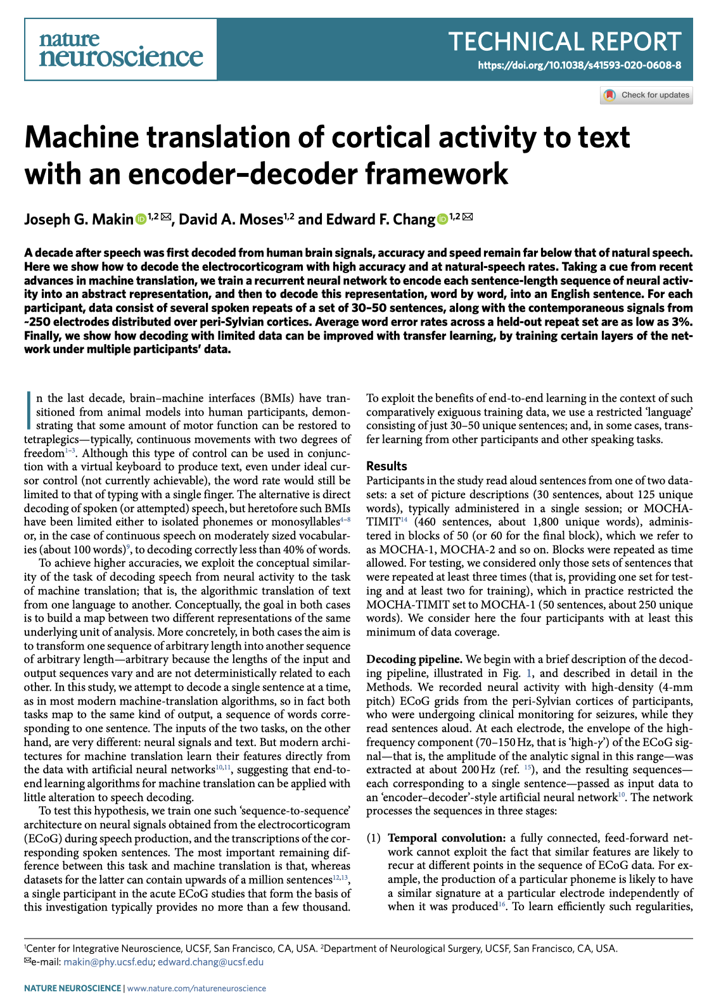 nature
neuroscience
TECHNICAL REPORT
https://doi.org/10.1038/s41593-020-0608-8
Check for updates
Machine translation of cortical activity to text
with an encoder–decoder framework
Joseph G. Makin iD 1,2 ✉, David A. Moses1,2 and Edward F. Chang iD 1,2 ✉
A decade after speech was first decoded from human brain signals, accuracy and speed remain far below that of natural speech.
Here we show how to decode the electrocorticogram with high accuracy and at natural-speech rates. Taking a cue from recent
advances in machine translation, we train a recurrent neural network to encode each sentence-length sequence of neural activ-
ity into an abstract representation, and then to decode this representation, word by word, into an English sentence. For each
participant, data consist of several spoken repeats of a set of 30–50 sentences, along with the contemporaneous signals from
~250 electrodes distributed over peri-Sylvian cortices. Average word error rates across a held-out repeat set are as low as 3%.
Finally, we show how decoding with limited data can be improved with transfer learning, by training certain layers of the net-
work under multiple participants’ data.
In the last decade, brain–machine interfaces (BMIs) have tran-
sitioned from animal models into human participants, demon-
strating that some amount of motor function can be restored to
tetraplegics—typically, continuous movements with two degrees of
freedom1–3. Although this type of control can be used in conjunc-
tion with a virtual keyboard to produce text, even under ideal cur-
sor control (not currently achievable), the word rate would still be
limited to that of typing with a single finger. The alternative is direct
decoding of spoken (or attempted) speech, but heretofore such BMIs
have been limited either to isolated phonemes or monosyllables4–8
or, in the case of continuous speech on moderately sized vocabular-
ies (about 100 words)9, to decoding correctly less than 40% of words.
To achieve higher accuracies, we exploit the conceptual similar-
ity of the task of decoding speech from neural activity to the task
of machine translation; that is, the algorithmic translation of text
from one language to another. Conceptually, the goal in both cases
is to build a map between two different representations of the same
underlying unit of analysis. More concretely, in both cases the aim is
to transform one sequence of arbitrary length into another sequence
of arbitrary length—arbitrary because the lengths of the input and
output sequences vary and are not deterministically related to each
other. In this study, we attempt to decode a single sentence at a time,
as in most modern machine-translation algorithms, so in fact both
tasks map to the same kind of output, a sequence of words corre-
sponding to one sentence. The inputs of the two tasks, on the other
hand, are very different: neural signals and text. But modern archi-
tectures for machine translation learn their features directly from
the data with artificial neural networks10,11, suggesting that end-to-
end learning algorithms for machine translation can be applied with
little alteration to speech decoding.
To test this hypothesis, we train one such ‘sequence-to-sequence’
architecture on neural signals obtained from the electrocorticogram
(ECoG) during speech production, and the transcriptions of the cor-
responding spoken sentences. The most important remaining dif-
ference between this task and machine translation is that, whereas
datasets for the latter can contain upwards of a million sentences12,13,
a single participant in the acute ECoG studies that form the basis of
this investigation typically provides no more than a few thousand.
To exploit the benefits of end-to-end learning in the context of such
comparatively exiguous training data, we use a restricted ‘language’
consisting of just 30–50 unique sentences; and, in some cases, trans-
fer learning from other participants and other speaking tasks.
Results
Participants in the study read aloud sentences from one of two data-
sets: a set of picture descriptions (30 sentences, about 125 unique
words), typically administered in a single session; or MOCHA-
TIMIT14 (460 sentences, about 1,800 unique words), adminis-
tered in blocks of 50 (or 60 for the final block), which we refer to
as MOCHA-1, MOCHA-2 and so on. Blocks were repeated as time
allowed. For testing, we considered only those sets of sentences that
were repeated at least three times (that is, providing one set for test-
ing and at least two for training), which in practice restricted the
MOCHA-TIMIT set to MOCHA-1 (50 sentences, about 250 unique
words). We consider here the four participants with at least this
minimum of data coverage.
Decoding pipeline. We begin with a brief description of the decod-
ing pipeline, illustrated in Fig. 1, and described in detail in the
Methods. We recorded neural activity with high-density (4-mm
pitch) ECoG grids from the peri-Sylvian cortices of participants,
who were undergoing clinical monitoring for seizures, while they
read sentences aloud. At each electrode, the envelope of the high-
frequency component (70–150 Hz, that is ‘high-γ’) of the ECoG sig-
nal—that is, the amplitude of the analytic signal in this range—was
extracted at about 200 Hz (ref. 15), and the resulting sequences—
each corresponding to a single sentence—passed as input data to
an ‘encoder–decoder’-style artificial neural network10. The network
processes the sequences in three stages:
(1) Temporal convolution: a fully connected, feed-forward net-
work cannot exploit the fact that similar features are likely to
recur at different points in the sequence of ECoG data. For ex-
ample, the production of a particular phoneme is likely to have
a similar signature at a particular electrode independently of
when it was produced16. To learn efficiently such regularities,
1Center for Integrative Neuroscience, UCSF, San Francisco, CA, USA. 2Department of Neurological Surgery, UCSF, San Francisco, CA, USA.
✉e-mail: makin@phy.ucsf.edu; edward.chang@ucsf.edu
NATURE NEUROSCIENCE | www.nature.com/natureneuroscience